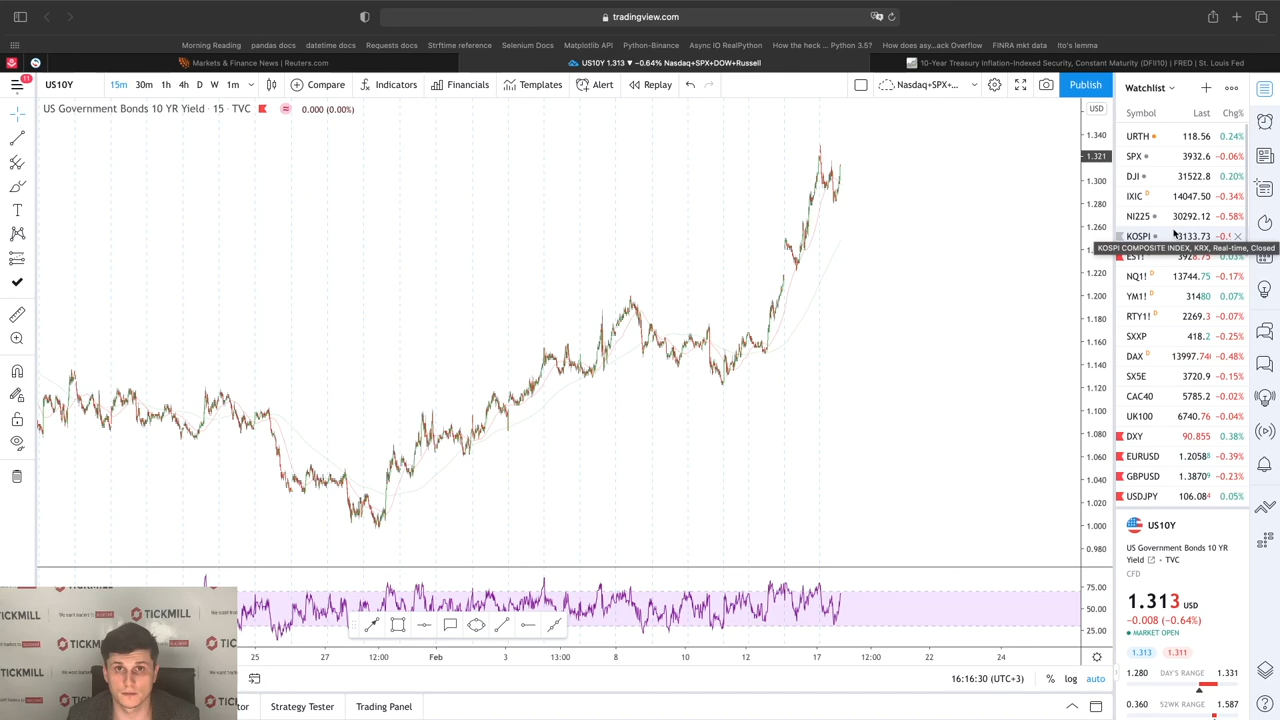 tradingview.com
Morning Reading pandas docs datetime docs Requests docs Strftime reference Selenium Docs Matplotlib API Python-Binance Async IO RealPython How the heck ... Python 3.5? How does asy...ack Overflow FINRA mkt data Ito's lemma
Markets & Finance News | Reuters.com
US10Y 1.313 ▼ −0.64% Nasdaq+SPX+DOW+Russell
10-Year Treasury Inflation-Indexed Security, Constant Maturity (DFII10) | FRED | St. Louis Fed
11
US10Y 15m 30m 1h 4h D W 1m Compare Indicators Financials Templates Alert Replay Nasdaq+SPX+... Publish
US Government Bonds 10 YR Yield · 15 · TVC 0.000 (0.00%)
USD
1.340
1.321
1.300
1.280
1.260
1.240
1.220
1.200
1.180
1.160
1.140
1.120
1.100
1.080
1.060
1.040
1.020
1.000
0.980
75.00
50.00
25.00
25 27 12:00 Feb 3 13:00 8 10 12 17 12:00 22 24
16:16:30 (UTC+3) % log auto
tor Strategy Tester Trading Panel
Watchlist
Symbol Last Chg%
URTH 118.56 0.24%
SPX 3932.6 −0.06%
DJI 31522.8 0.20%
IXIC D 14047.50 −0.34%
NI225 30292.12 −0.58%
KOSPI 3133.73 −0.9
KOSPI COMPOSITE INDEX, KRX, Real-time, Closed
ES1! 3928.75 0.03%
NQ1! D 13744.75 −0.17%
YM1! D 31480 0.07%
RTY1! D 2269.3 −0.07%
SXXP 418.2 −0.25%
DAX D 13997.74 −0.48%
SX5E 3720.9 −0.15%
CAC40 5785.2 −0.02%
UK100 6740.76 −0.04%
DXY 90.855 0.38%
EURUSD 1.20588 −0.39%
GBPUSD 1.38709 −0.23%
USDJPY 106.084 0.05%
US10Y
US Government Bonds 10 YR
Yield · TVC
CFD
1.313 USD
−0.008 (−0.64%)
MARKET OPEN
1.313 1.311
1.280 DAY'S RANGE 1.331
0.360 52WK RANGE 1.587
TICKMILL
We want traders to
TICKMILL
TICKMILL
TICKMILL